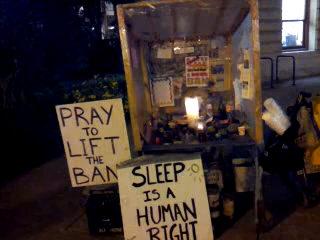 PRAY
TO
LIFT
THE
BAN
SLEEP
IS A
HUMAN
RIGHT